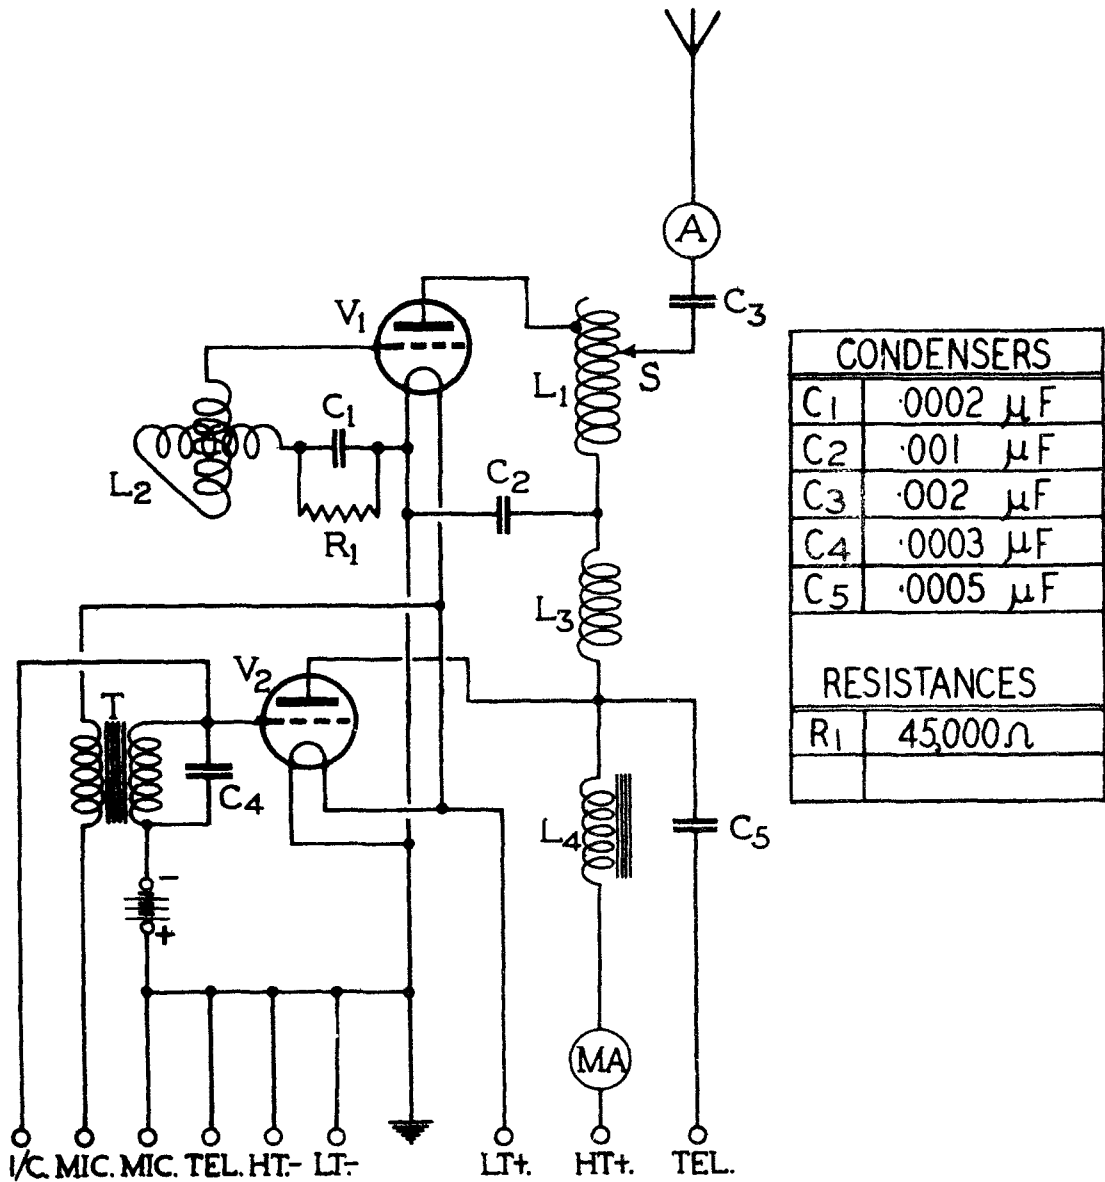 A
C3
V1
L1
S
C1
L2
R1
C2
L3
V2
T
C4
L4
C5
−
+
MA
I/C. MIC. MIC. TEL. HT.- LT.- LT+. HT+. TEL.
CONDENSERS
C1 .0002 μF
C2 .001 μF
C3 .002 μF
C4 .0003 μF
C5 .0005 μF
RESISTANCES
R1 45,000 Ω